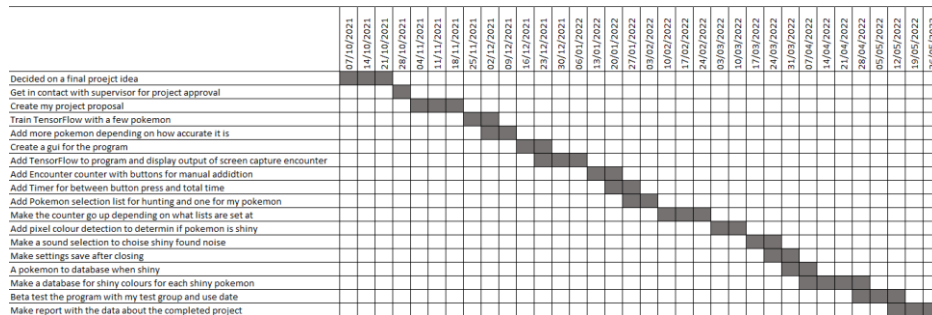 07/10/2021 14/10/2021 21/10/2021 28/10/2021 04/11/2021 11/11/2021 18/11/2021 25/11/2021 02/12/2021 09/12/2021 16/12/2021 23/12/2021 30/12/2021 06/01/2022 13/01/2022 20/01/2022 27/01/2022 03/02/2022 10/02/2022 17/02/2022 24/02/2022 03/03/2022 10/03/2022 17/03/2022 24/03/2022 31/03/2022 07/04/2022 14/04/2022 21/04/2022 28/04/2022 05/05/2022 12/05/2022 19/05/2022 26/05/2022
Decided on a final proejct idea
Get in contact with supervisor for project approval
Create my project proposal
Train TensorFlow with a few pokemon
Add more pokemon depending on how accurate it is
Create a gui for the program
Add TensorFlow to program and display output of screen capture encounter
Add Encounter counter with buttons for manual addidtion
Add Timer for between button press and total time
Add Pokemon selection list for hunting and one for my pokemon
Make the counter go up depending on what lists are set at
Add pixel colour detection to determin if pokemon is shiny
Make a sound selection to choise shiny found noise
Make settings save after closing
A pokemon to database when shiny
Make a database for shiny colours for each shiny pokemon
Beta test the program with my test group and use date
Make report with the data about the completed project